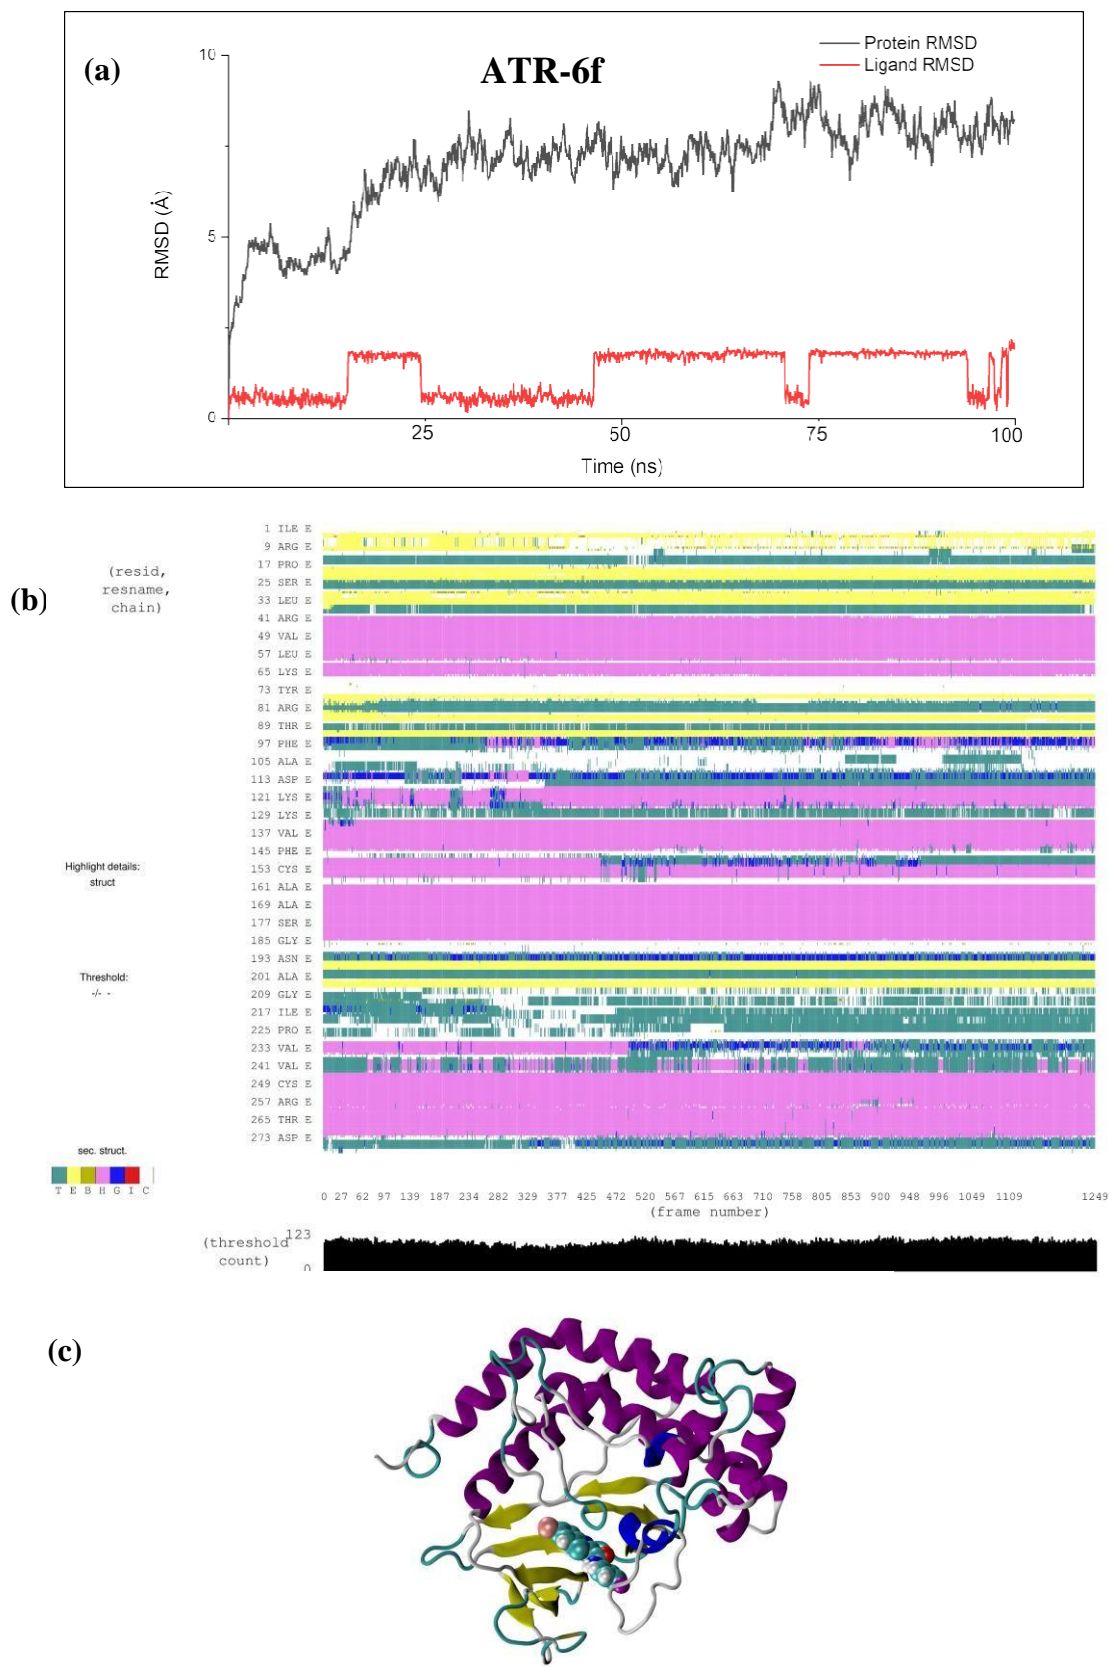 (a)
ATR-6f
Protein RMSD
Ligand RMSD
10
5
0
RMSD (Å)
25 50 75 100
Time (ns)
(b)
(resid,
resname,
chain)
1 ILE E
9 ARG E
17 PRO E
25 SER E
33 LEU E
41 ARG E
49 VAL E
57 LEU E
65 LYS E
73 TYR E
81 ARG E
89 THR E
97 PHE E
105 ALA E
113 ASP E
121 LYS E
129 LYS E
137 VAL E
145 PHE E
153 CYS E
161 ALA E
169 ALA E
177 SER E
185 GLY E
193 ASN E
201 ALA E
209 GLY E
217 ILE E
225 PRO E
233 VAL E
241 VAL E
249 CYS E
257 ARG E
265 THR E
273 ASP E
Highlight details:
struct
Threshold:
-/- -
sec. struct.
T E B H G I C
0 27 62 97 139 187 234 282 329 377 425 472 520 567 615 663 710 758 805 853 900 948 996 1049 1109 1249
(frame number)
(threshold
count)
123
0
(c)